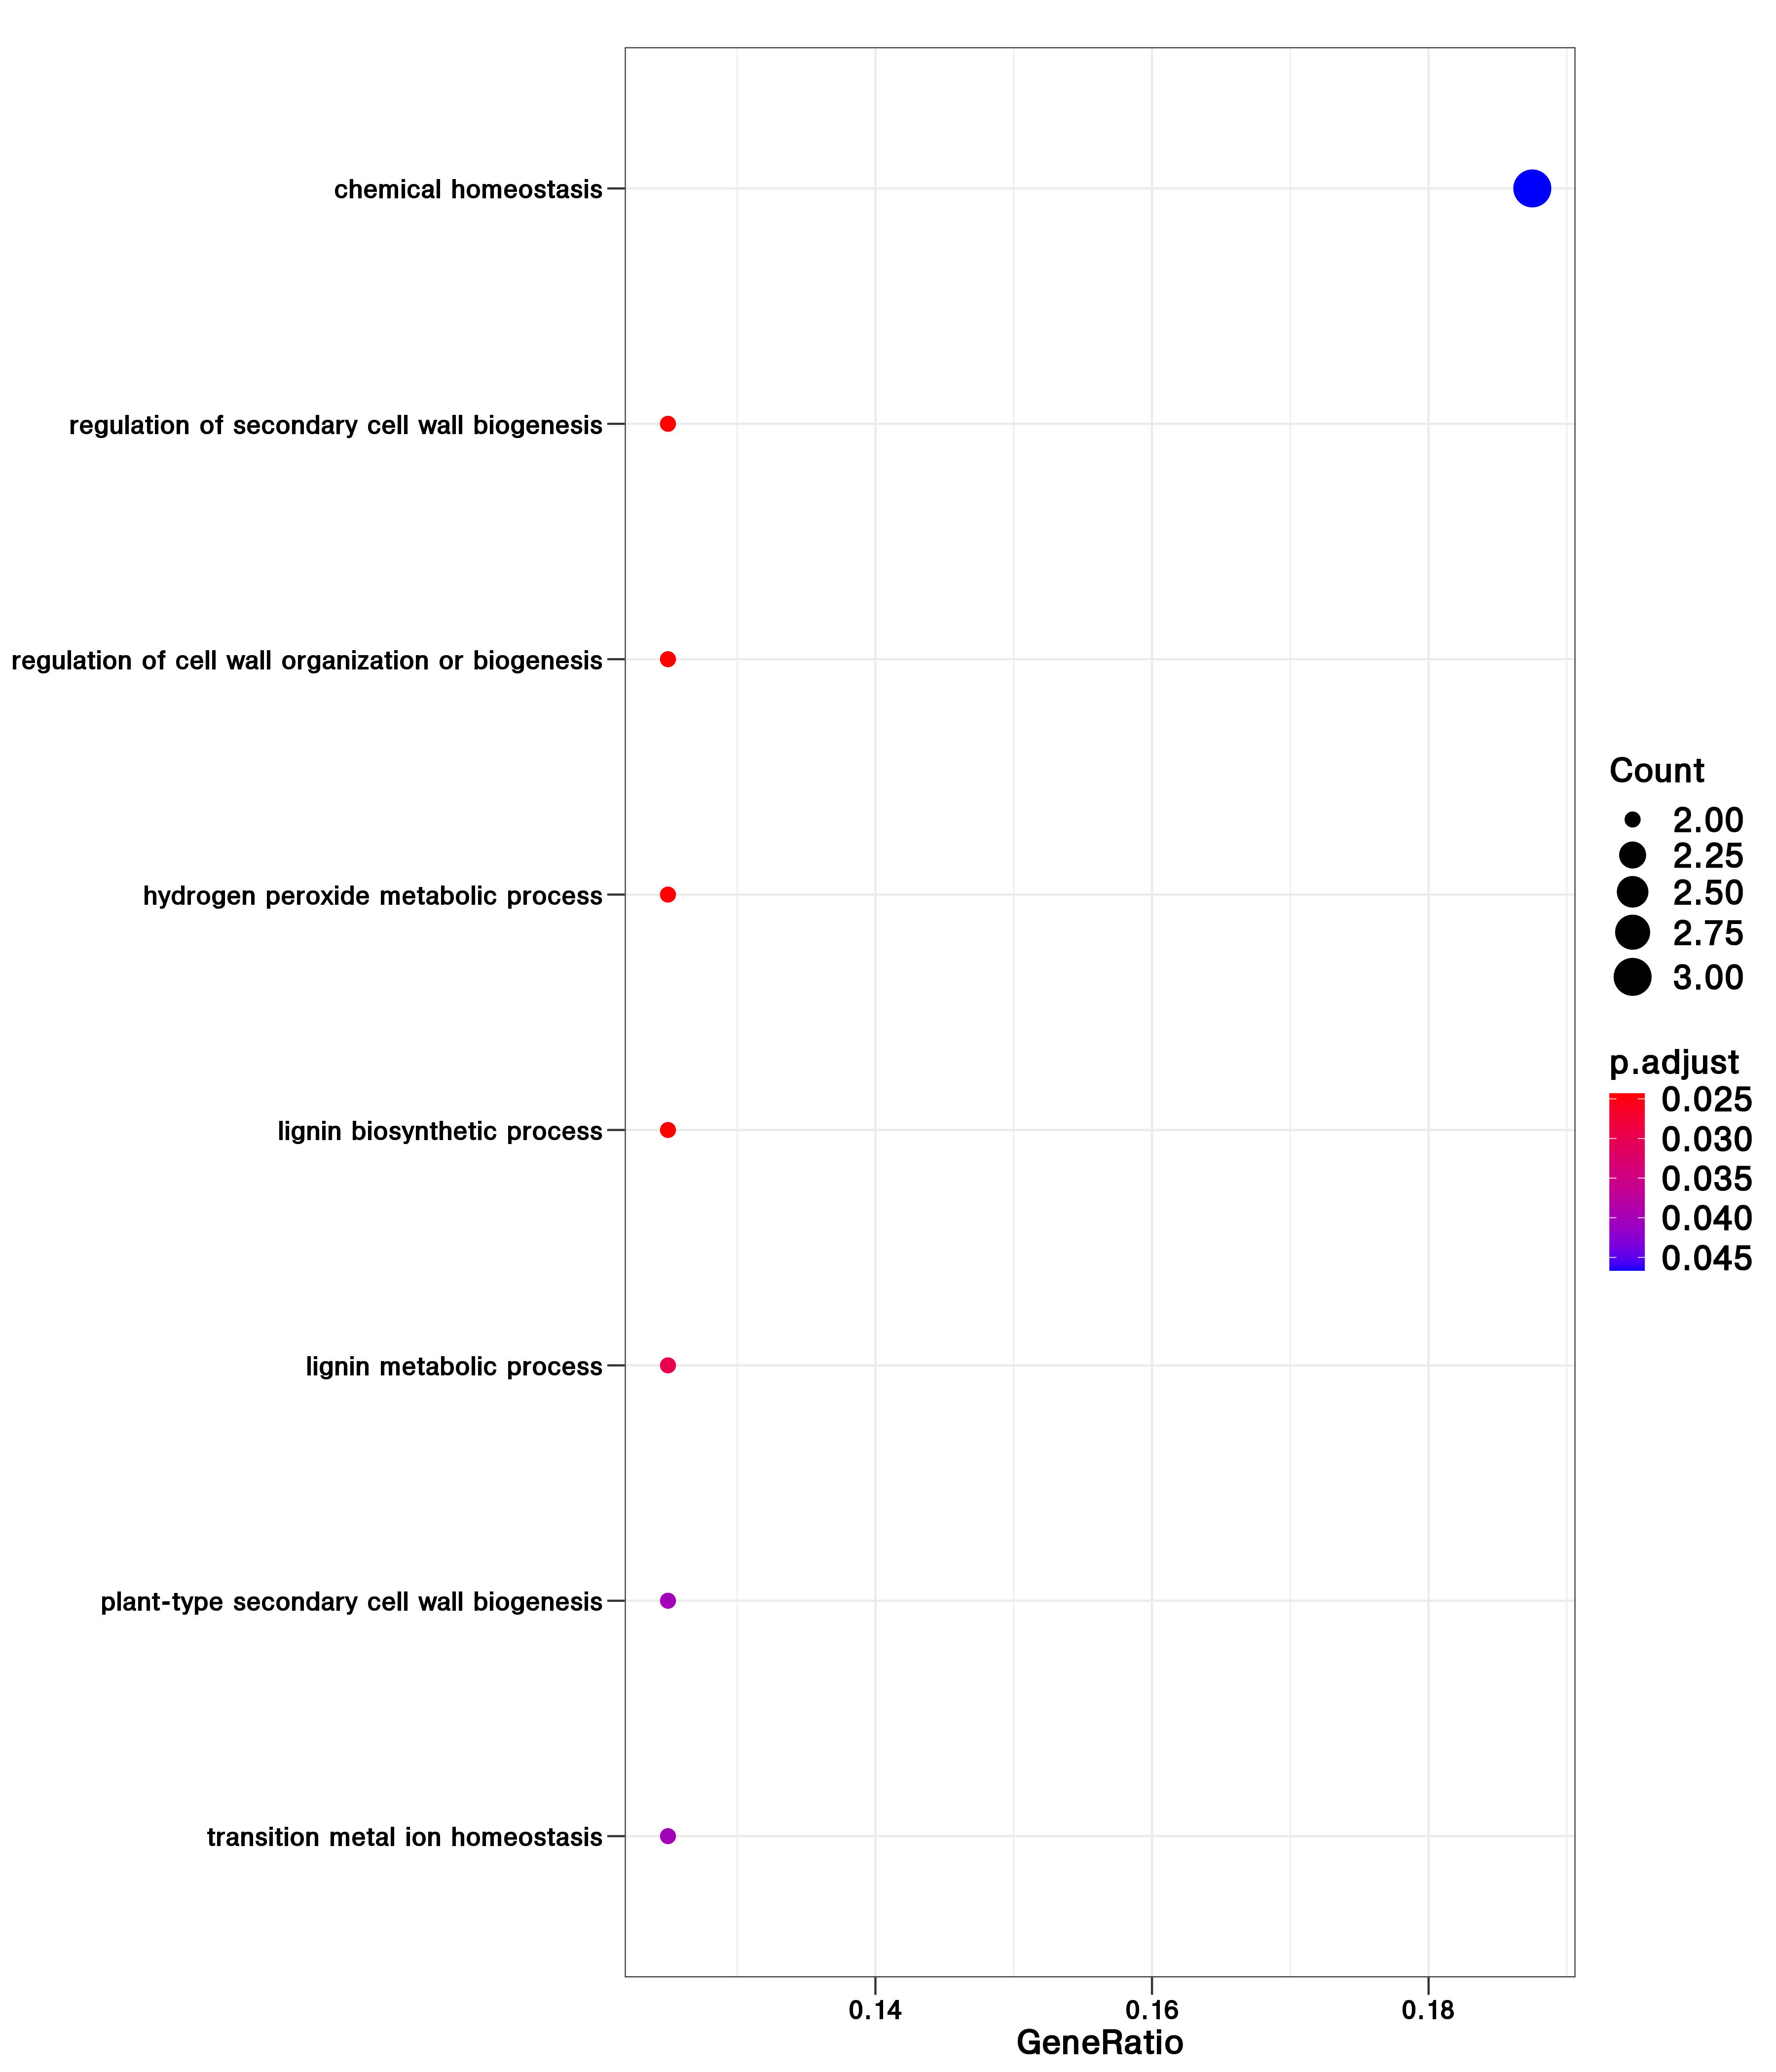 chemical homeostasis
regulation of secondary cell wall biogenesis
regulation of cell wall organization or biogenesis
hydrogen peroxide metabolic process
lignin biosynthetic process
lignin metabolic process
plant-type secondary cell wall biogenesis
transition metal ion homeostasis
0.14 0.16 0.18
GeneRatio
Count
2.00
2.25
2.50
2.75
3.00
p.adjust
0.025
0.030
0.035
0.040
0.045